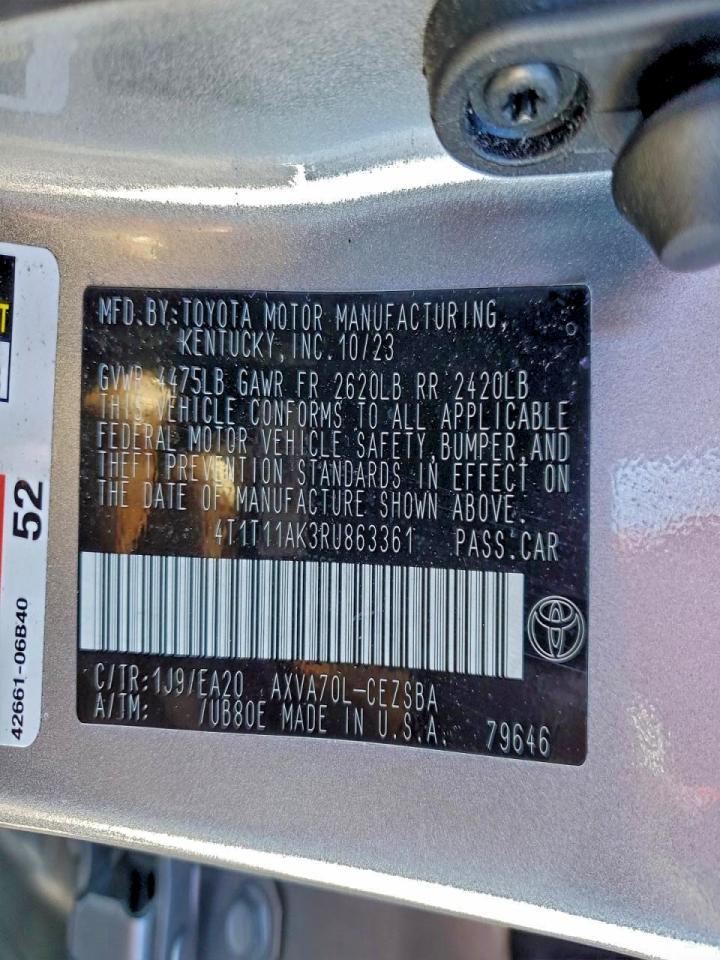 MFD.BY:TOYOTA MOTOR MANUFACTURING,
KENTUCKY,INC.10/23
GVWR 4475LB GAWR FR 2620LB RR 2420LB
THIS VEHICLE CONFORMS TO ALL APPLICABLE
FEDERAL MOTOR VEHICLE SAFETY,BUMPER,AND
THEFT PREVENTION STANDARDS IN EFFECT ON
THE DATE OF MANUFACTURE SHOWN ABOVE.
4T1T11AK3RU863361 PASS.CAR
C/TR:1J9/EA20 AXVA70L-CEZSBA
A/TM: /UB80E MADE IN U.S.A. 79646
52
42661-06B40